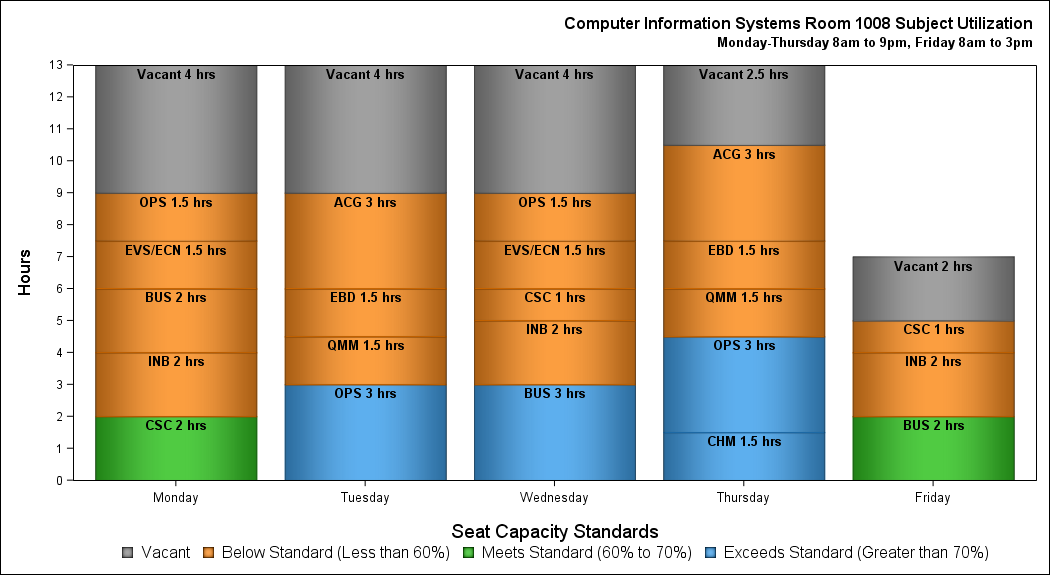 Computer Information Systems Room 1008 Subject Utilization
Monday-Thursday 8am to 9pm, Friday 8am to 3pm
Hours
13
12
11
10
9
8
7
6
5
4
3
2
1
0
Vacant 4 hrs
OPS 1.5 hrs
EVS/ECN 1.5 hrs
BUS 2 hrs
INB 2 hrs
CSC 2 hrs
Monday
Vacant 4 hrs
ACG 3 hrs
EBD 1.5 hrs
QMM 1.5 hrs
OPS 3 hrs
Tuesday
Vacant 4 hrs
OPS 1.5 hrs
EVS/ECN 1.5 hrs
CSC 1 hrs
INB 2 hrs
BUS 3 hrs
Wednesday
Vacant 2.5 hrs
ACG 3 hrs
EBD 1.5 hrs
QMM 1.5 hrs
OPS 3 hrs
CHM 1.5 hrs
Thursday
Vacant 2 hrs
CSC 1 hrs
INB 2 hrs
BUS 2 hrs
Friday
Seat Capacity Standards
Vacant Below Standard (Less than 60%) Meets Standard (60% to 70%) Exceeds Standard (Greater than 70%)